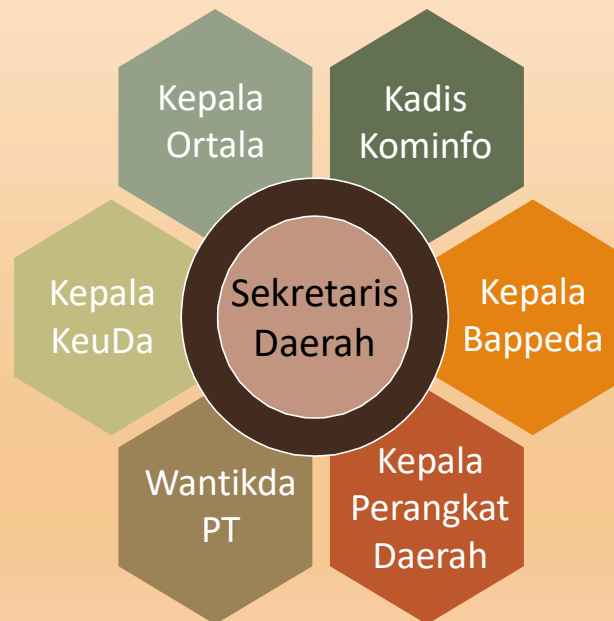 Kepala
Ortala
Kadis
Kominfo
Kepala
KeuDa
Sekretaris
Daerah
Kepala
Bappeda
Wantikda
PT
Kepala
Perangkat
Daerah